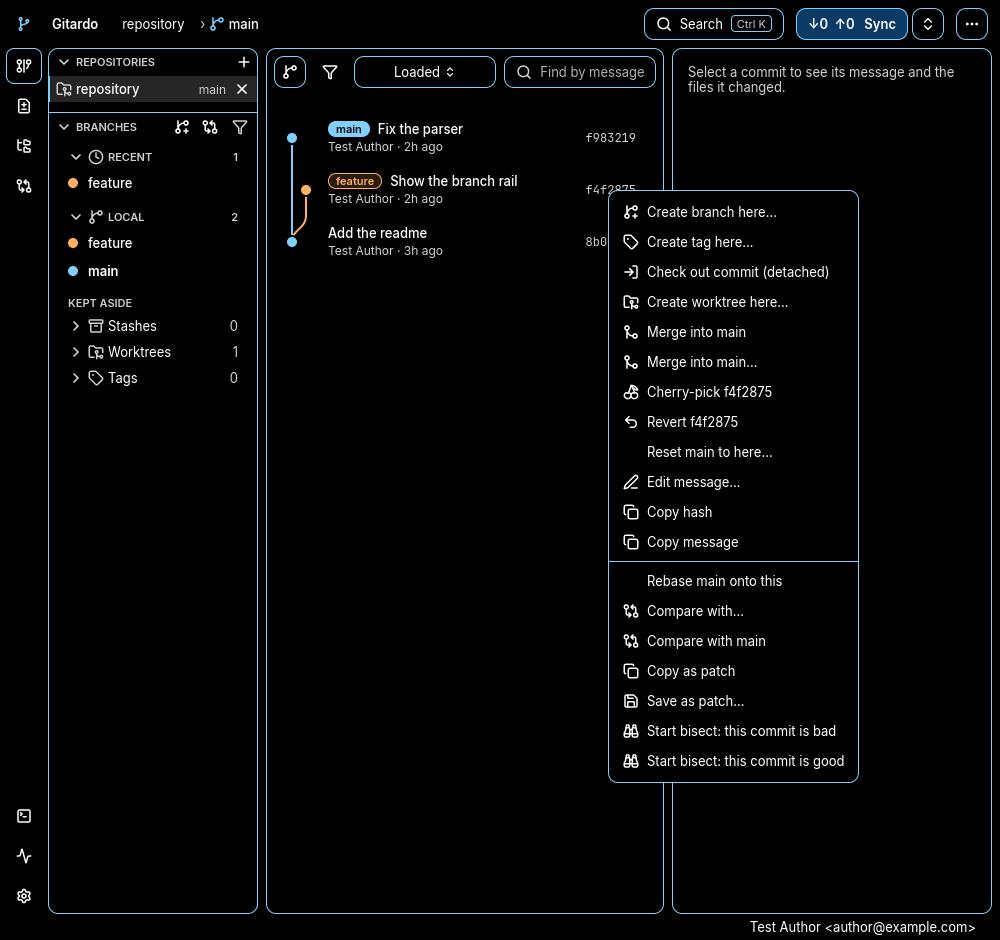 Gitardo repository › main Search Ctrl K ↓0 ↑0 Sync
REPOSITORIES
repository main
BRANCHES
RECENT 1
feature
LOCAL 2
feature
main
KEPT ASIDE
Stashes 0
Worktrees 1
Tags 0
Loaded Find by message
main Fix the parser f983219
Test Author · 2h ago
feature Show the branch rail f4f2875
Test Author · 2h ago
Add the readme 8b0
Test Author · 3h ago
Select a commit to see its message and the
files it changed.
Create branch here...
Create tag here...
Check out commit (detached)
Create worktree here...
Merge into main
Merge into main...
Cherry-pick f4f2875
Revert f4f2875
Reset main to here...
Edit message...
Copy hash
Copy message
Rebase main onto this
Compare with...
Compare with main
Copy as patch
Save as patch...
Start bisect: this commit is bad
Start bisect: this commit is good
Test Author <author@example.com>